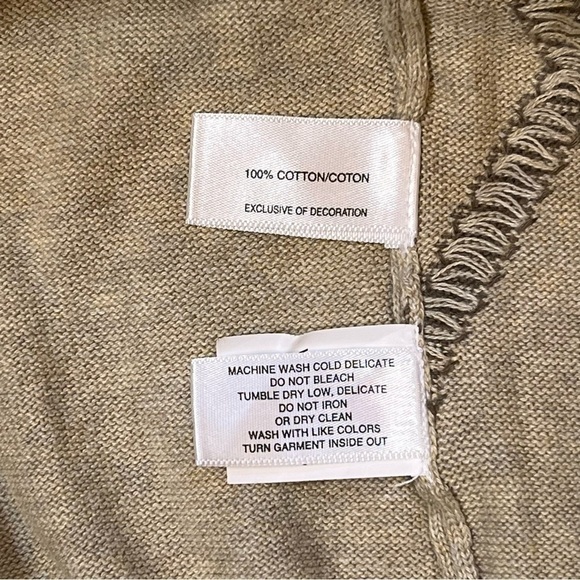 100% COTTON/COTON
EXCLUSIVE OF DECORATION
MACHINE WASH COLD DELICATE
DO NOT BLEACH
TUMBLE DRY LOW, DELICATE
DO NOT IRON
OR DRY CLEAN
WASH WITH LIKE COLORS
TURN GARMENT INSIDE OUT